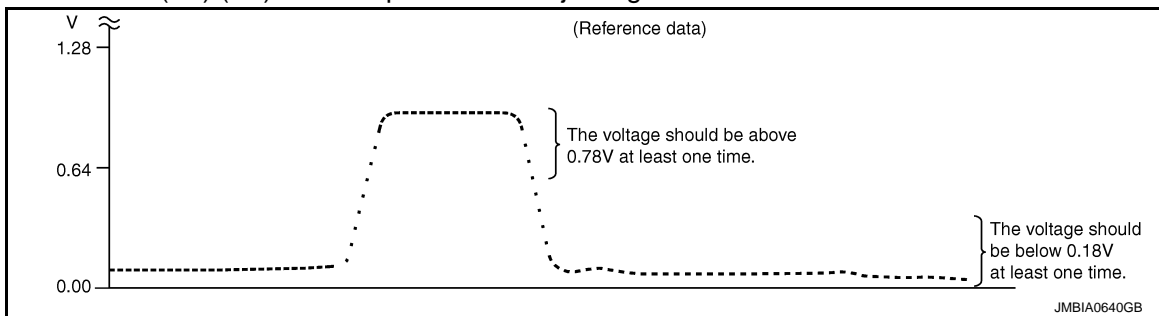 V
(Reference data)
1.28
The voltage should be above
0.78V at least one time.
0.64
The voltage should
be below 0.18V
at least one time.
0.00
JMBIA0640GB